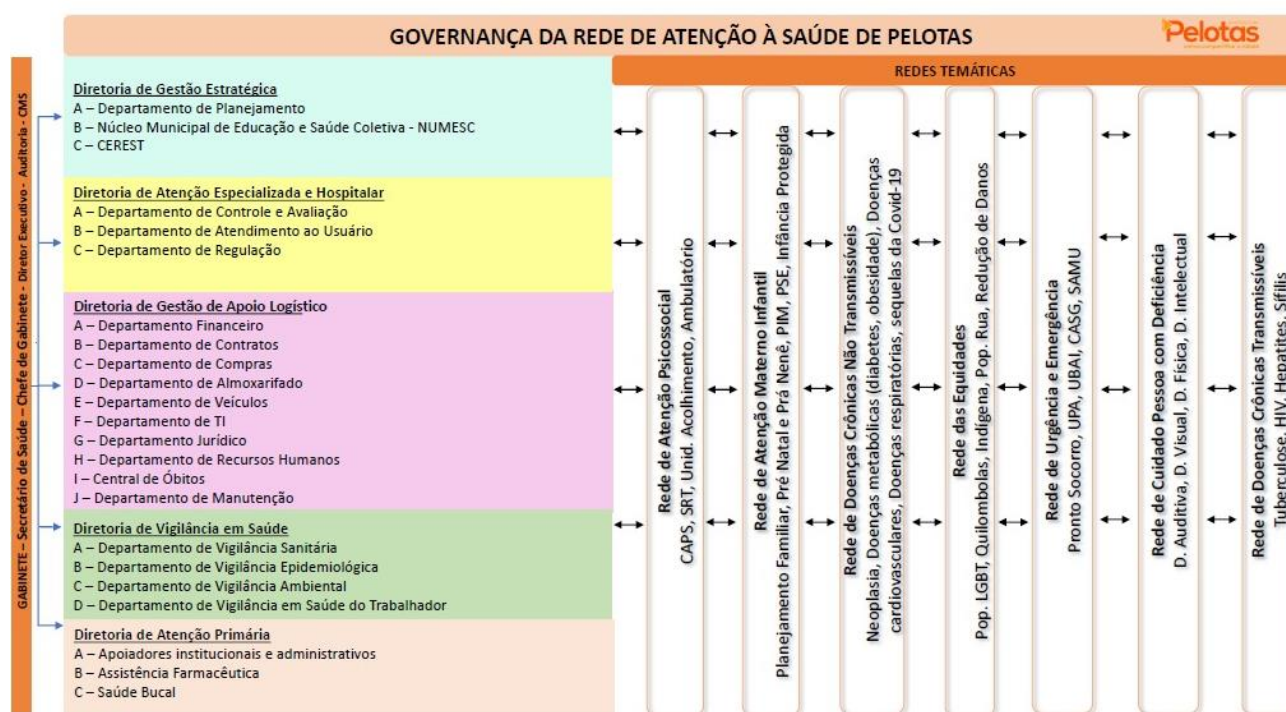 GOVERNANÇA DA REDE DE ATENÇÃO À SAÚDE DE PELOTAS
Pelotas
GABINETE – Secretário de Saúde – Chefe de Gabinete - Diretor Executivo - Auditoria - CMS
Diretoria de Gestão Estratégica
A – Departamento de Planejamento
B – Núcleo Municipal de Educação e Saúde Coletiva - NUMESC
C – CEREST
Diretoria de Atenção Especializada e Hospitalar
A – Departamento de Controle e Avaliação
B – Departamento de Atendimento ao Usuário
C – Departamento de Regulação
Diretoria de Gestão de Apoio Logístico
A – Departamento Financeiro
B – Departamento de Contratos
C – Departamento de Compras
D – Departamento de Almoxarifado
E – Departamento de Veículos
F – Departamento de TI
G – Departamento Jurídico
H – Departamento de Recursos Humanos
I – Central de Óbitos
J – Departamento de Manutenção
Diretoria de Vigilância em Saúde
A – Departamento de Vigilância Sanitária
B – Departamento de Vigilância Epidemiológica
C – Departamento de Vigilância Ambiental
D – Departamento de Vigilância em Saúde do Trabalhador
Diretoria de Atenção Primária
A – Apoiadores institucionais e administrativos
B – Assistência Farmacêutica
C – Saúde Bucal
REDES TEMÁTICAS
Rede de Atenção Psicossocial
CAPS, SRT, Unid. Acolhimento, Ambulatório
Rede de Atenção Materno Infantil
Planejamento Familiar, Pré Natal e Pré Nenê, PIM, PSE, Infância Protegida
Rede de Doenças Crônicas Não Transmissíveis
Neoplasia, Doenças metabólicas (diabetes, obesidade), Doenças
cardiovasculares, Doenças respiratórias, sequelas da Covid-19
Rede das Equidades
Pop. LGBT, Quilombolas, Indígena, Pop. Rua, Redução de Danos
Rede de Urgência e Emergência
Pronto Socorro, UPA, UBAI, CASG, SAMU
Rede de Cuidado Pessoa com Deficiência
D. Auditiva, D. Visual, D. Física, D. Intelectual
Rede de Doenças Crônicas Transmissíveis
Tuberculose, HIV, Hepatites, Sífilis